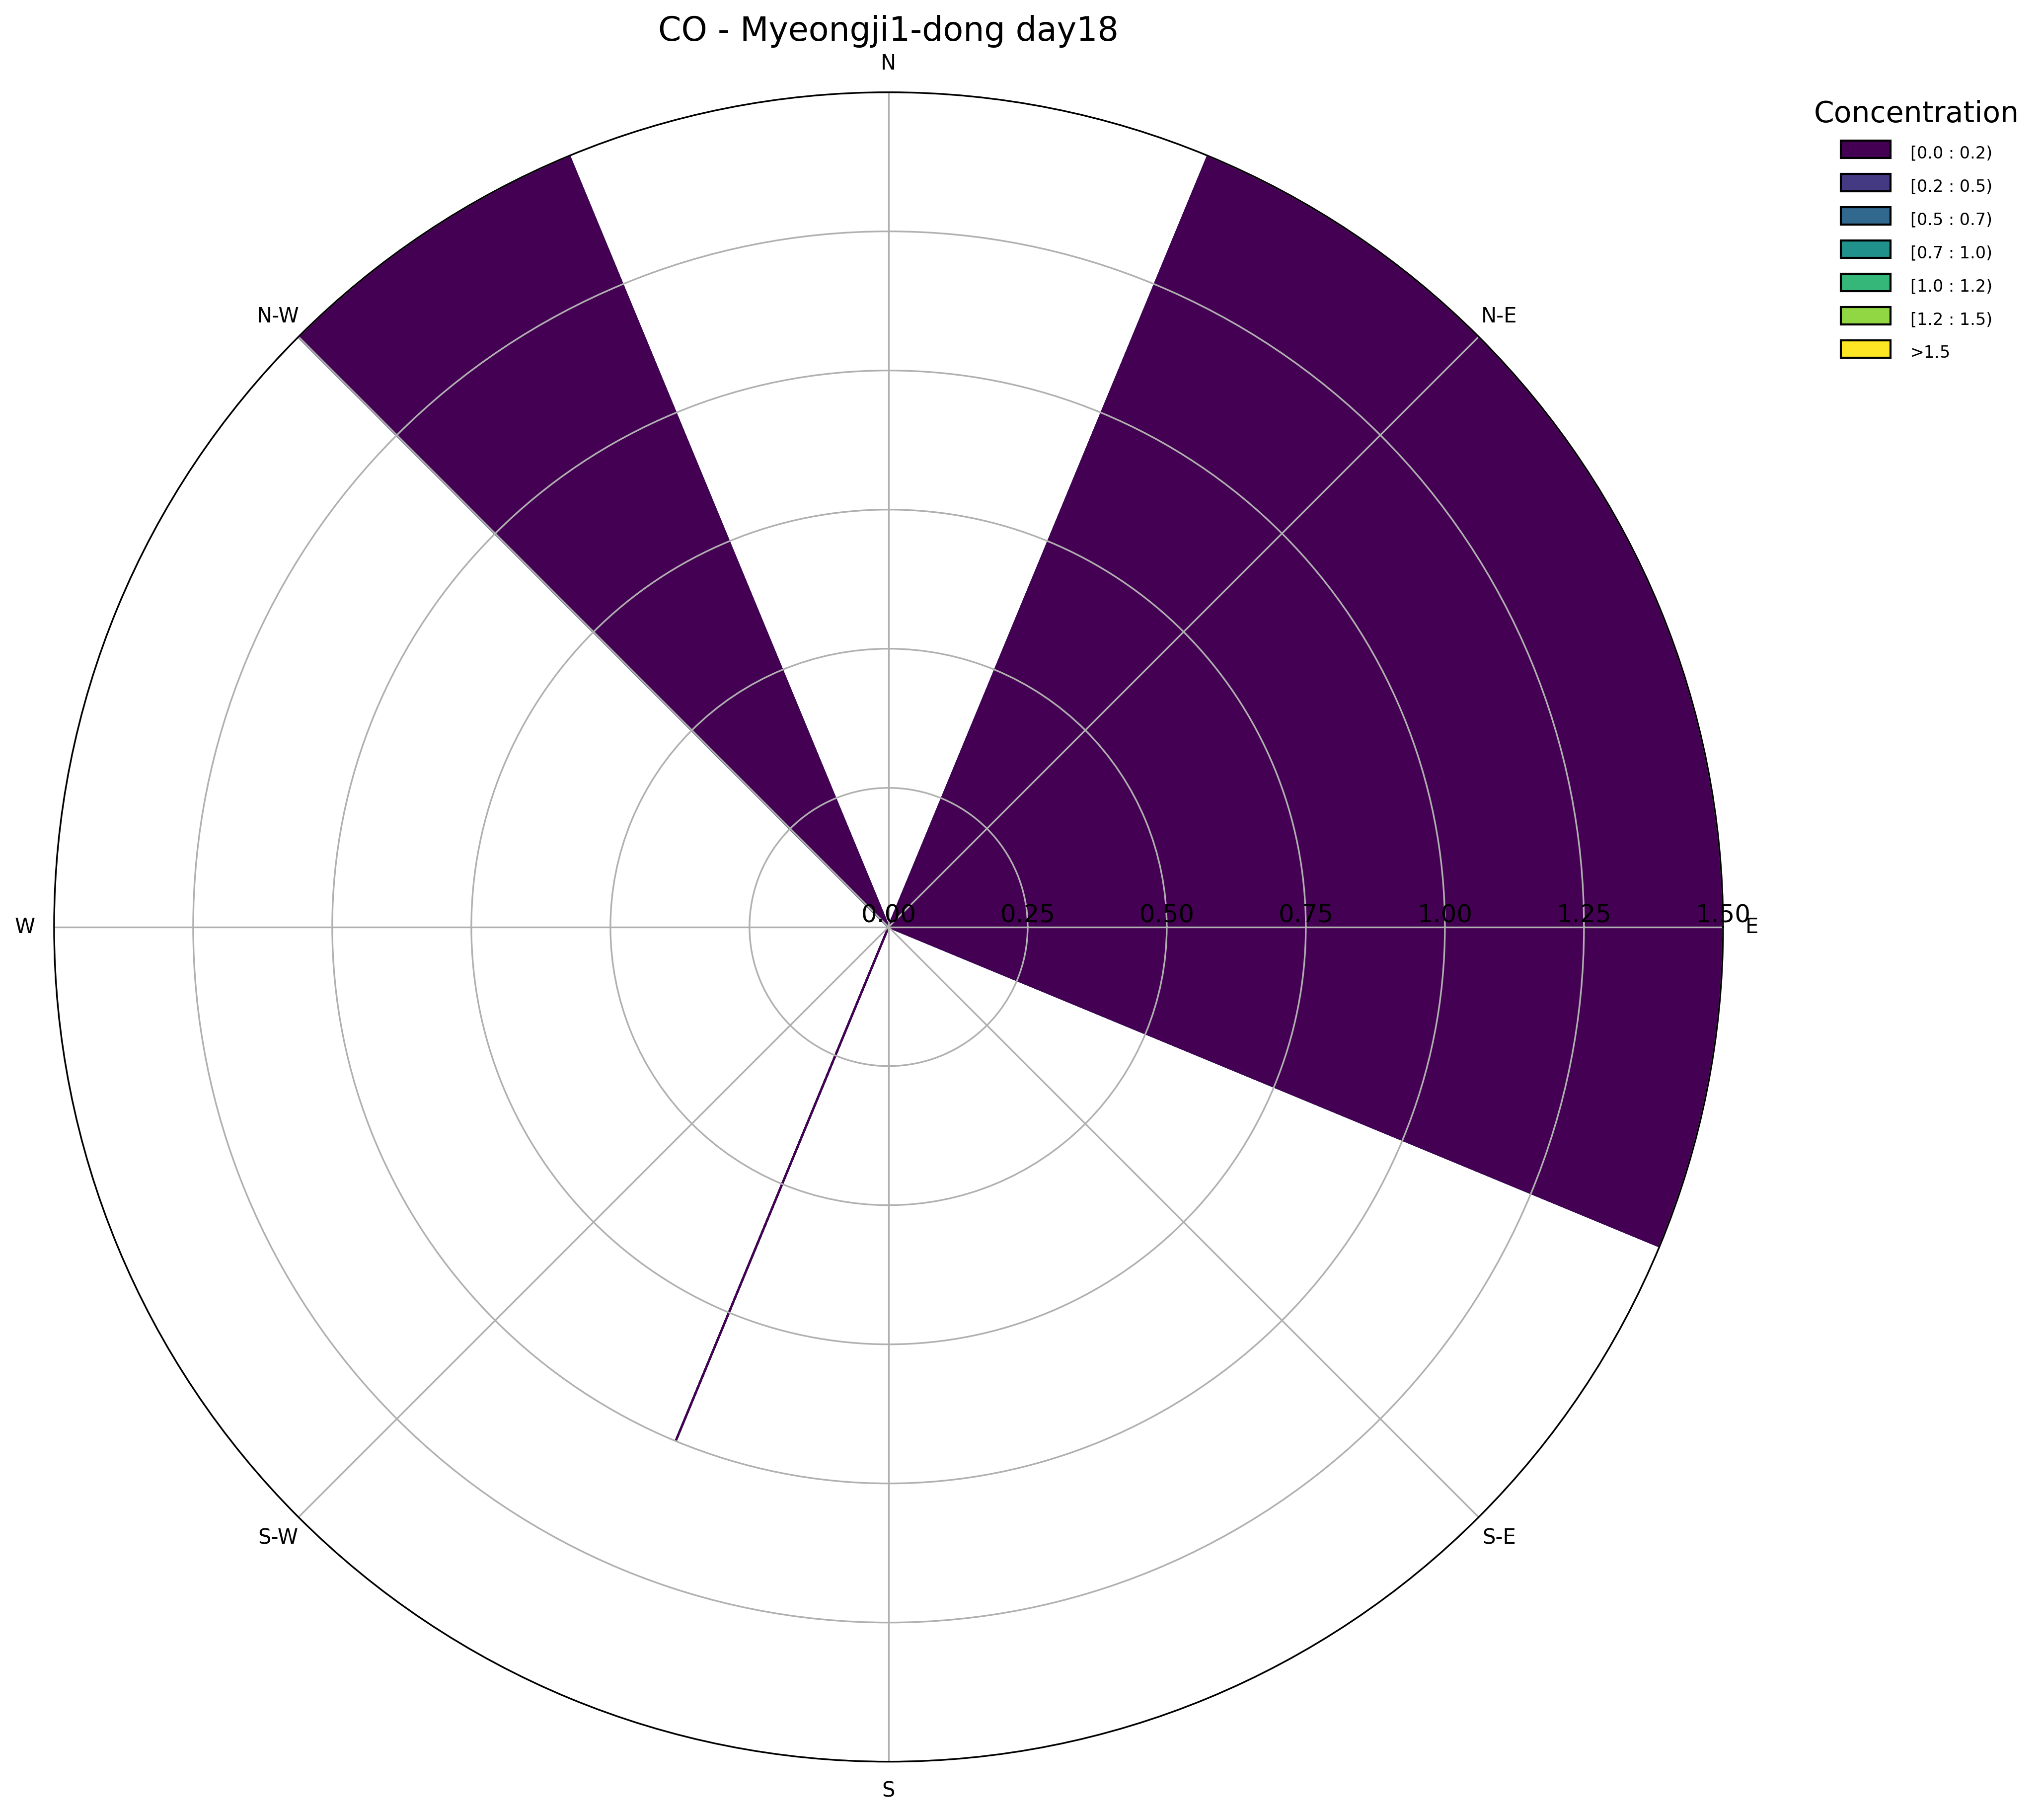 CO - Myeongji1-dong day18
N
Concentration
[0.0 : 0.2)
[0.2 : 0.5)
[0.5 : 0.7)
[0.7 : 1.0)
[1.0 : 1.2)
[1.2 : 1.5)
>1.5
N-W
N-E
W
0.00 0.25 0.50 0.75 1.00 1.25 1.50
E
S-W
S-E
S